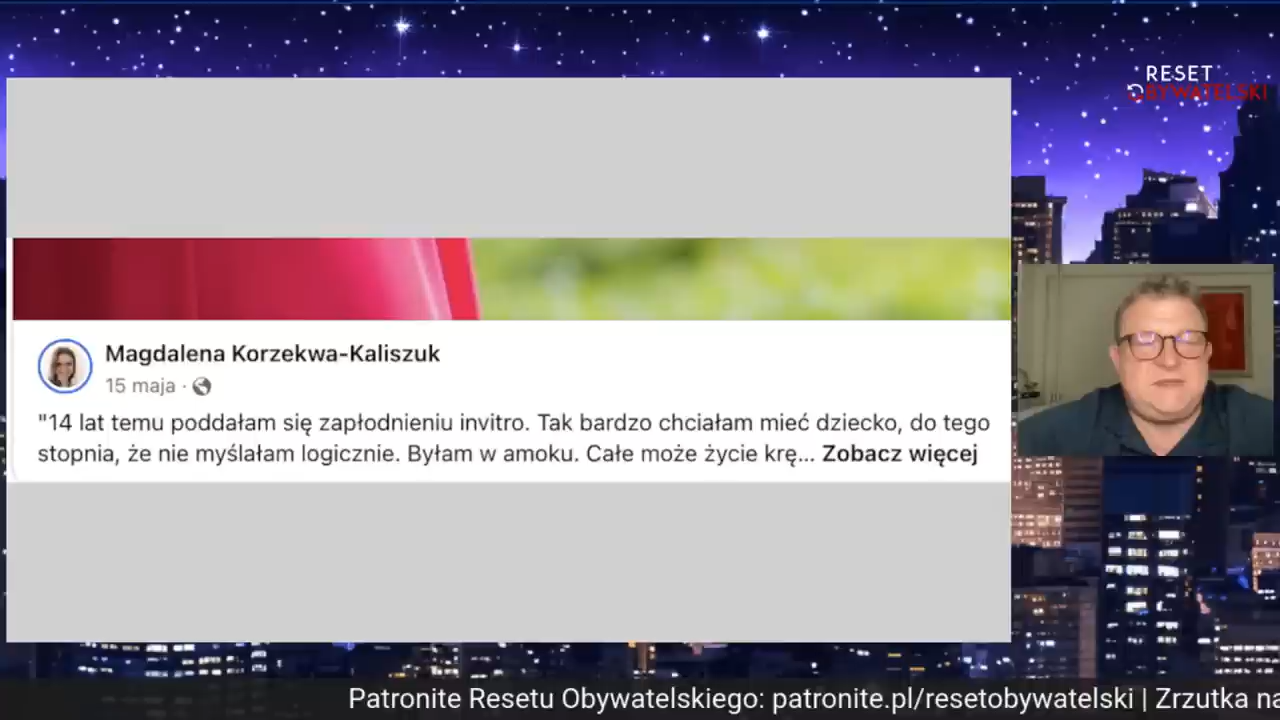 RESET
OBYWATELSKI
Magdalena Korzekwa-Kaliszuk
15 maja ·
"14 lat temu poddałam się zapłodnieniu invitro. Tak bardzo chciałam mieć dziecko, do tego
stopnia, że nie myślałam logicznie. Byłam w amoku. Całe może życie krę... Zobacz więcej
Patronite Resetu Obywatelskiego: patronite.pl/resetobywatelski | Zrzutka na